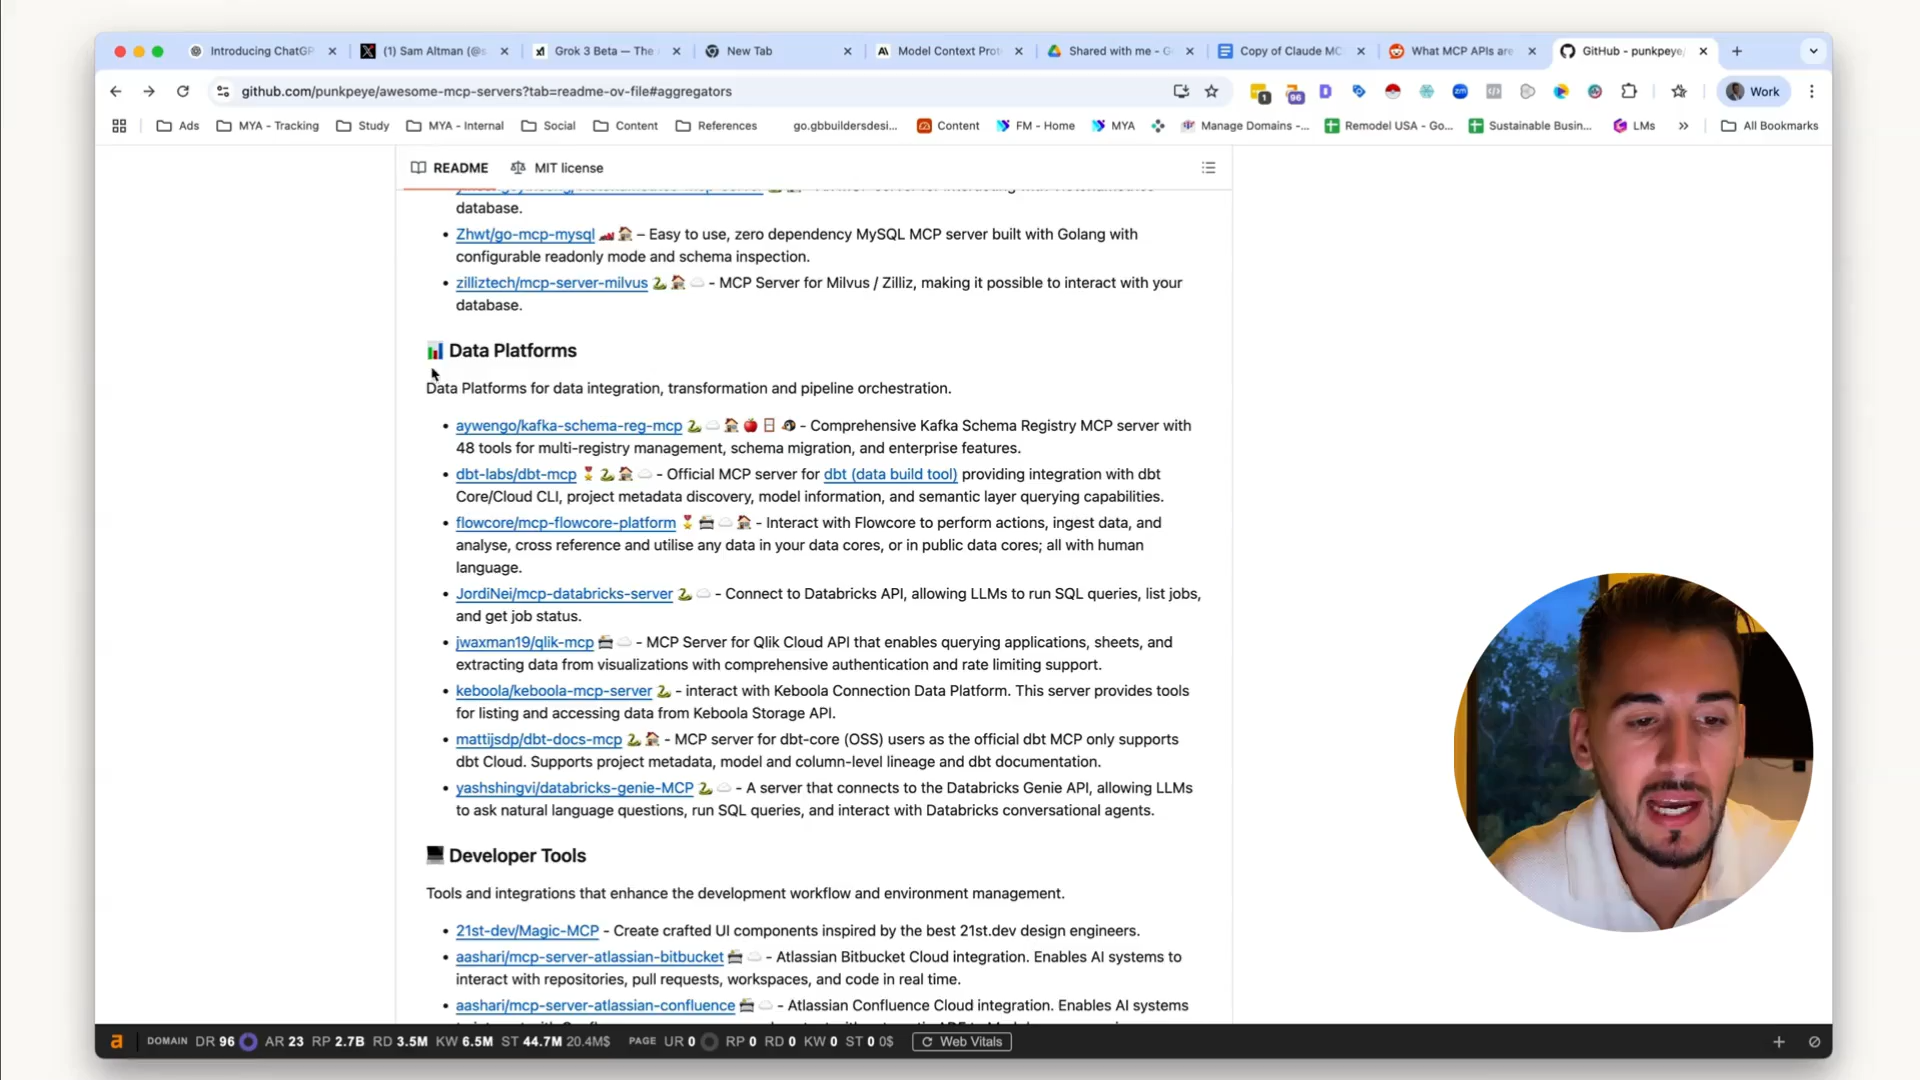 Introducing ChatGP
(1) Sam Altman (@s
Grok 3 Beta — The
New Tab
Model Context Prot
Shared with me - G
Copy of Claude MC
What MCP APIs are
GitHub - punkpeye/
github.com/punkpeye/awesome-mcp-servers?tab=readme-ov-file#aggregators
1
96
Work
Ads
MYA - Tracking
Study
MYA - Internal
Social
Content
References
go.gbbuildersdesi...
Content
FM - Home
MYA
Manage Domains -...
Remodel USA - Go...
Sustainable Busin...
LMs
All Bookmarks
README
MIT license
database.
Zhwt/go-mcp-mysql 🏎️ 🏠 – Easy to use, zero dependency MySQL MCP server built with Golang with
configurable readonly mode and schema inspection.
zilliztech/mcp-server-milvus 🐍 🏠 ☁️ - MCP Server for Milvus / Zilliz, making it possible to interact with your
database.
📊 Data Platforms
Data Platforms for data integration, transformation and pipeline orchestration.
aywengo/kafka-schema-reg-mcp 🐍 ☁️ 🏠 🍎 🪟 🐧 - Comprehensive Kafka Schema Registry MCP server with
48 tools for multi-registry management, schema migration, and enterprise features.
dbt-labs/dbt-mcp 🎖️ 🐍 🏠 ☁️ - Official MCP server for dbt (data build tool) providing integration with dbt
Core/Cloud CLI, project metadata discovery, model information, and semantic layer querying capabilities.
flowcore/mcp-flowcore-platform 🎖️ 📇 ☁️ 🏠 - Interact with Flowcore to perform actions, ingest data, and
analyse, cross reference and utilise any data in your data cores, or in public data cores; all with human
language.
JordiNei/mcp-databricks-server 🐍 ☁️ - Connect to Databricks API, allowing LLMs to run SQL queries, list jobs,
and get job status.
jwaxman19/qlik-mcp 📇 ☁️ - MCP Server for Qlik Cloud API that enables querying applications, sheets, and
extracting data from visualizations with comprehensive authentication and rate limiting support.
keboola/keboola-mcp-server 🐍 - interact with Keboola Connection Data Platform. This server provides tools
for listing and accessing data from Keboola Storage API.
mattijsdp/dbt-docs-mcp 🐍 🏠 - MCP server for dbt-core (OSS) users as the official dbt MCP only supports
dbt Cloud. Supports project metadata, model and column-level lineage and dbt documentation.
yashshingvi/databricks-genie-MCP 🐍 ☁️ - A server that connects to the Databricks Genie API, allowing LLMs
to ask natural language questions, run SQL queries, and interact with Databricks conversational agents.
💻 Developer Tools
Tools and integrations that enhance the development workflow and environment management.
21st-dev/Magic-MCP - Create crafted UI components inspired by the best 21st.dev design engineers.
aashari/mcp-server-atlassian-bitbucket 📇 ☁️ - Atlassian Bitbucket Cloud integration. Enables AI systems to
interact with repositories, pull requests, workspaces, and code in real time.
aashari/mcp-server-atlassian-confluence 📇 ☁️ - Atlassian Confluence Cloud integration. Enables AI systems
a DOMAIN DR 96 AR 23 RP 2.7B RD 3.5M KW 6.5M ST 44.7M 20.4M$ PAGE UR 0 RP 0 RD 0 KW 0 ST 0 0$ Web Vitals